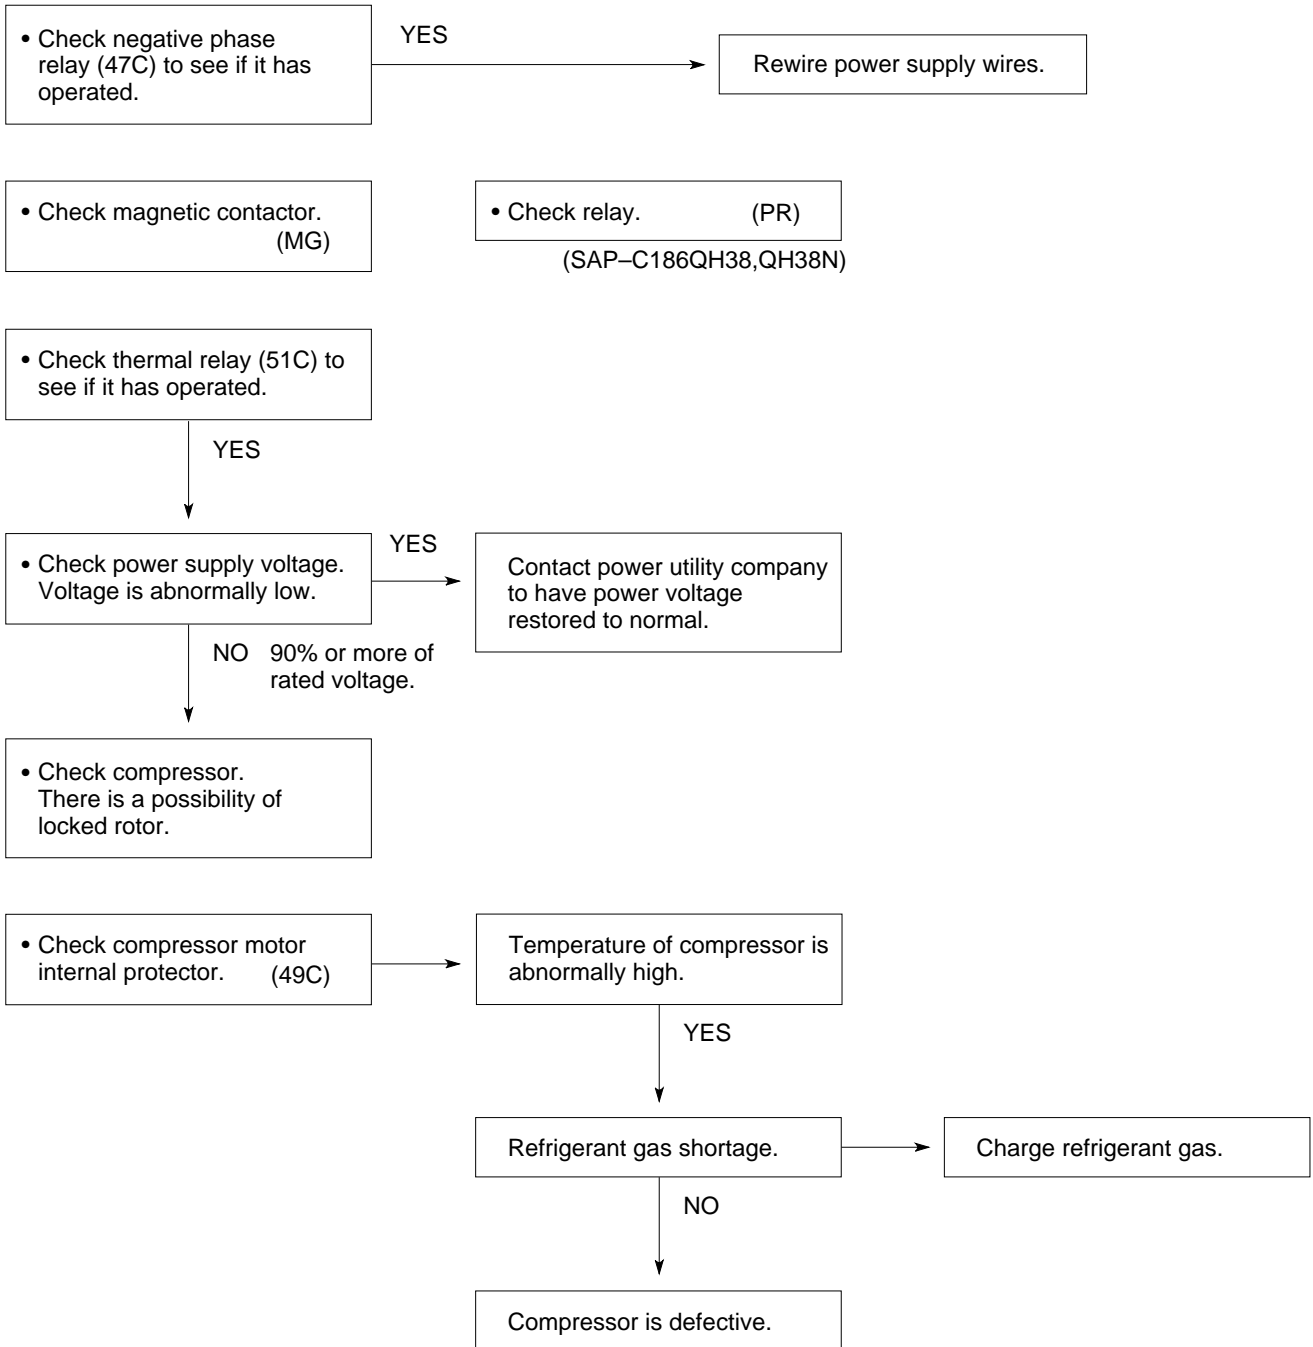 • Check negative phase
relay (47C) to see if it has
operated.
YES
Rewire power supply wires.
• Check magnetic contactor.
(MG)
• Check relay. (PR)
(SAP–C186QH38,QH38N)
• Check thermal relay (51C) to
see if it has operated.
YES
• Check power supply voltage.
Voltage is abnormally low.
YES
Contact power utility company
to have power voltage
restored to normal.
NO 90% or more of
rated voltage.
• Check compressor.
There is a possibility of
locked rotor.
• Check compressor motor
internal protector. (49C)
Temperature of compressor is
abnormally high.
YES
Refrigerant gas shortage.
Charge refrigerant gas.
NO
Compressor is defective.